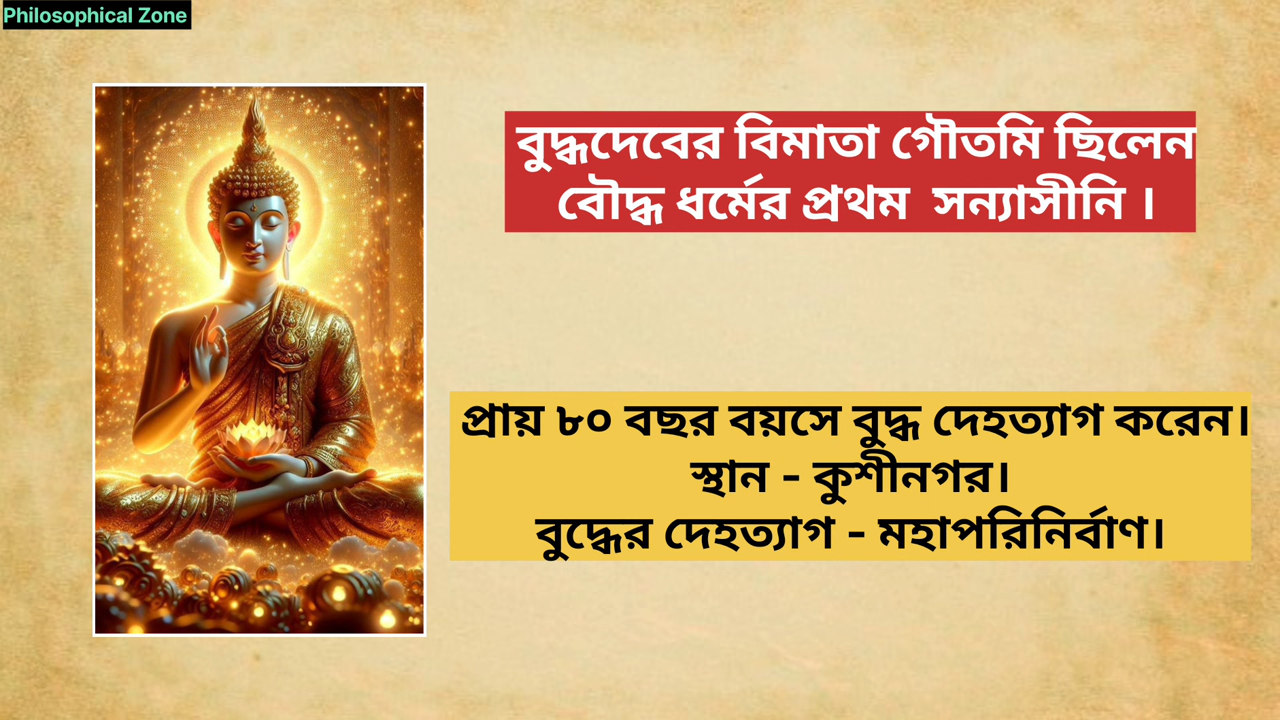 Philosophical Zone
বুদ্ধদেবের বিমাতা গৌতমি ছিলেন
বৌদ্ধ ধর্মের প্রথম সন্যাসীনি ।
প্রায় ৮০ বছর বয়সে বুদ্ধ দেহত্যাগ করেন।
স্থান - কুশীনগর।
বুদ্ধের দেহত্যাগ - মহাপরিনির্বাণ।